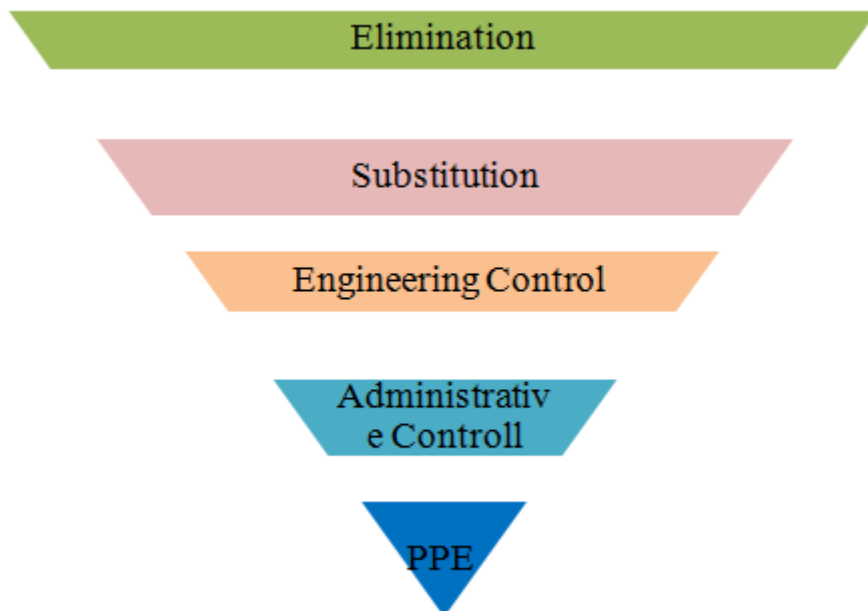 Elimination
Substitution
Engineering Control
Administrativ
e Controll
PPE